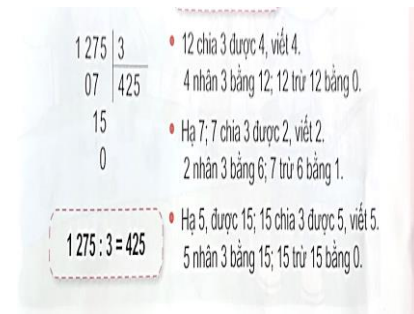 1 275 3
07 425
15
0
1 275 : 3 = 425
• 12 chia 3 được 4, viết 4.
4 nhân 3 bằng 12; 12 trừ 12 bằng 0.
• Hạ 7; 7 chia 3 được 2, viết 2.
2 nhân 3 bằng 6; 7 trừ 6 bằng 1.
• Hạ 5, được 15; 15 chia 3 được 5, viết 5.
5 nhân 3 bằng 15; 15 trừ 15 bằng 0.